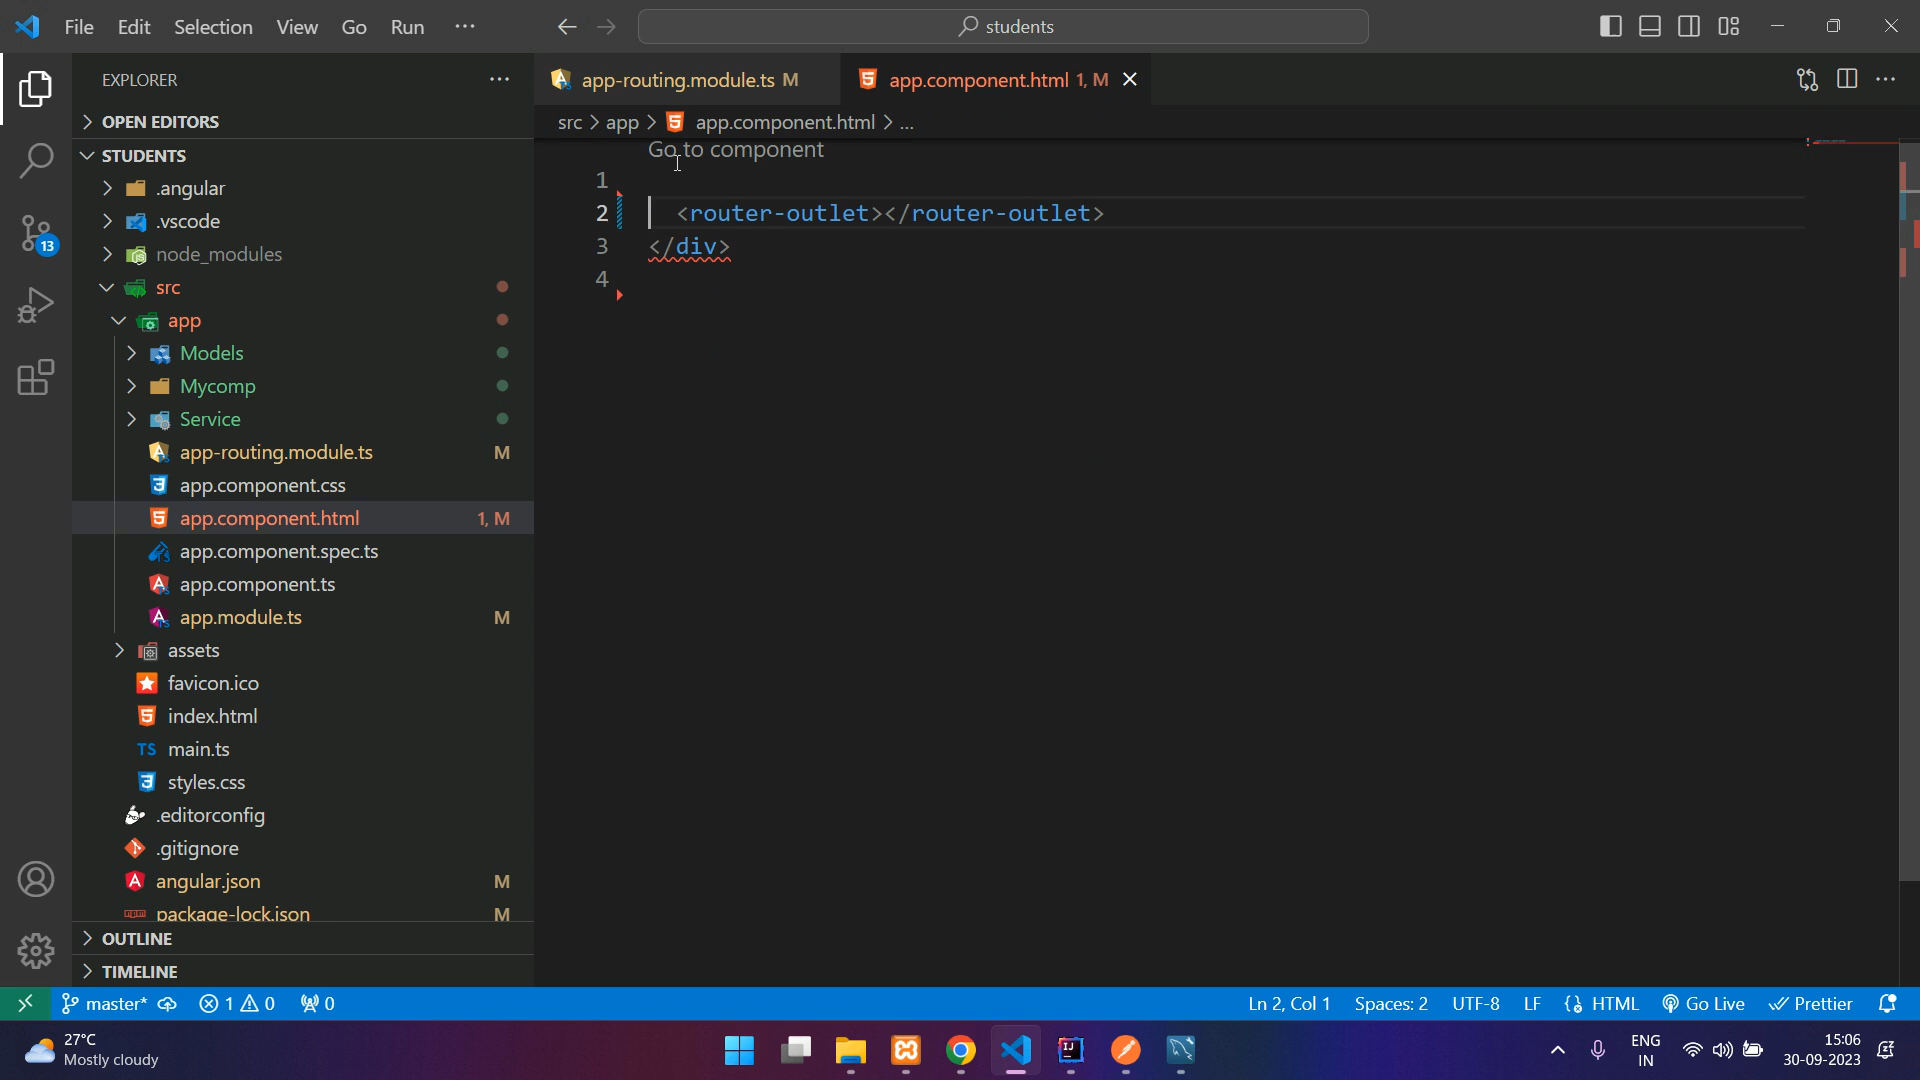 File Edit Selection View Go Run ···
students
EXPLORER
OPEN EDITORS
STUDENTS
.angular
.vscode
node_modules
src
app
Models
Mycomp
Service
app-routing.module.ts M
app.component.css
app.component.html 1, M
app.component.spec.ts
app.component.ts
app.module.ts M
assets
favicon.ico
index.html
TS main.ts
styles.css
.editorconfig
.gitignore
angular.json M
package-lock.json M
OUTLINE
TIMELINE
13
app-routing.module.ts M
app.component.html 1, M
src > app > app.component.html > ...
Go to component
1
2 <router-outlet></router-outlet>
3 </div>
4
master* 1 0 0
Ln 2, Col 1 Spaces: 2 UTF-8 LF {} HTML Go Live Prettier
27°C
Mostly cloudy
ENG
IN
15:06
30-09-2023